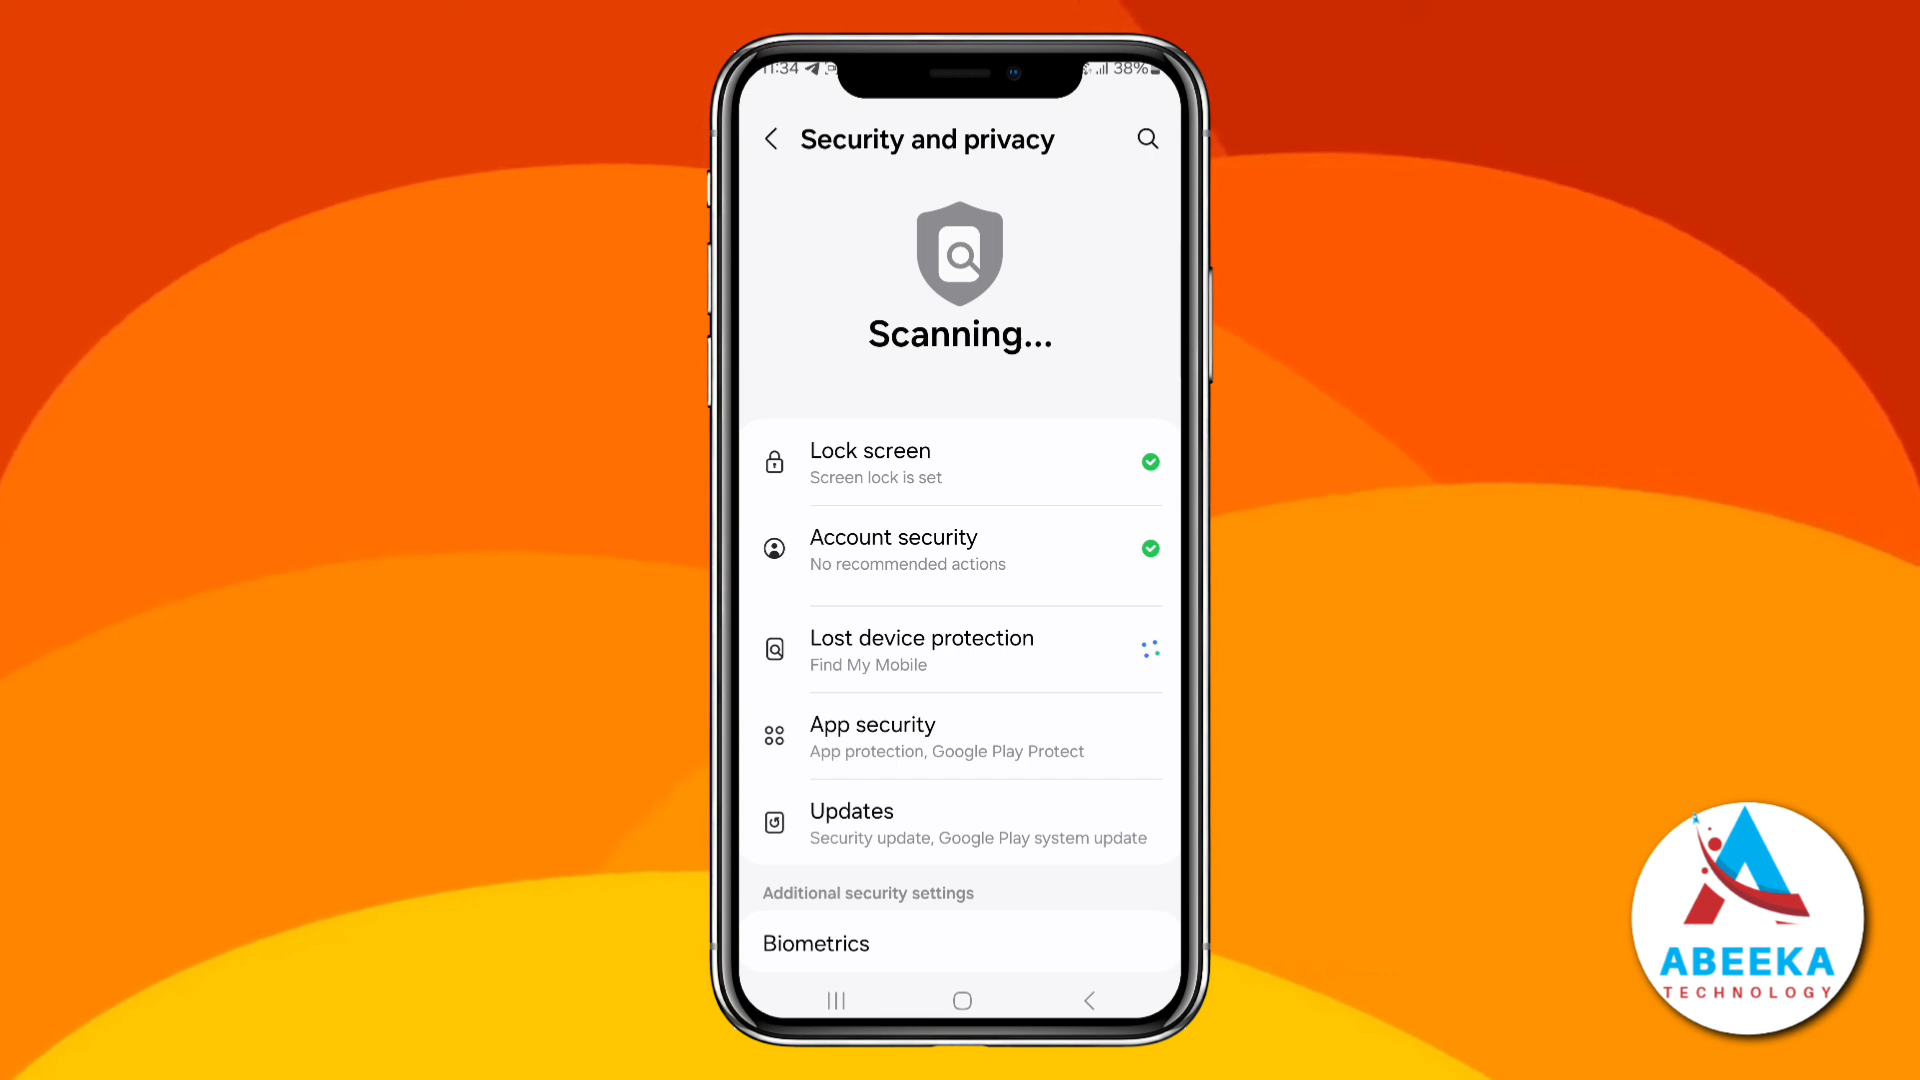 11:34 38%
Security and privacy
Scanning...
Lock screen
Screen lock is set
Account security
No recommended actions
Lost device protection
Find My Mobile
App security
App protection, Google Play Protect
Updates
Security update, Google Play system update
Additional security settings
Biometrics
ABEEKA
TECHNOLOGY